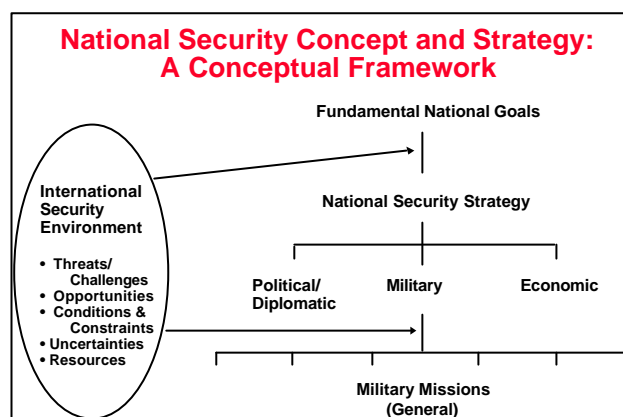 National Security Concept and Strategy:
A Conceptual Framework
Fundamental National Goals
International
Security
Environment
• Threats/
Challenges
• Opportunities
• Conditions &
Constraints
• Uncertainties
• Resources
National Security Strategy
Political/
Diplomatic
Military
Economic
Military Missions
(General)